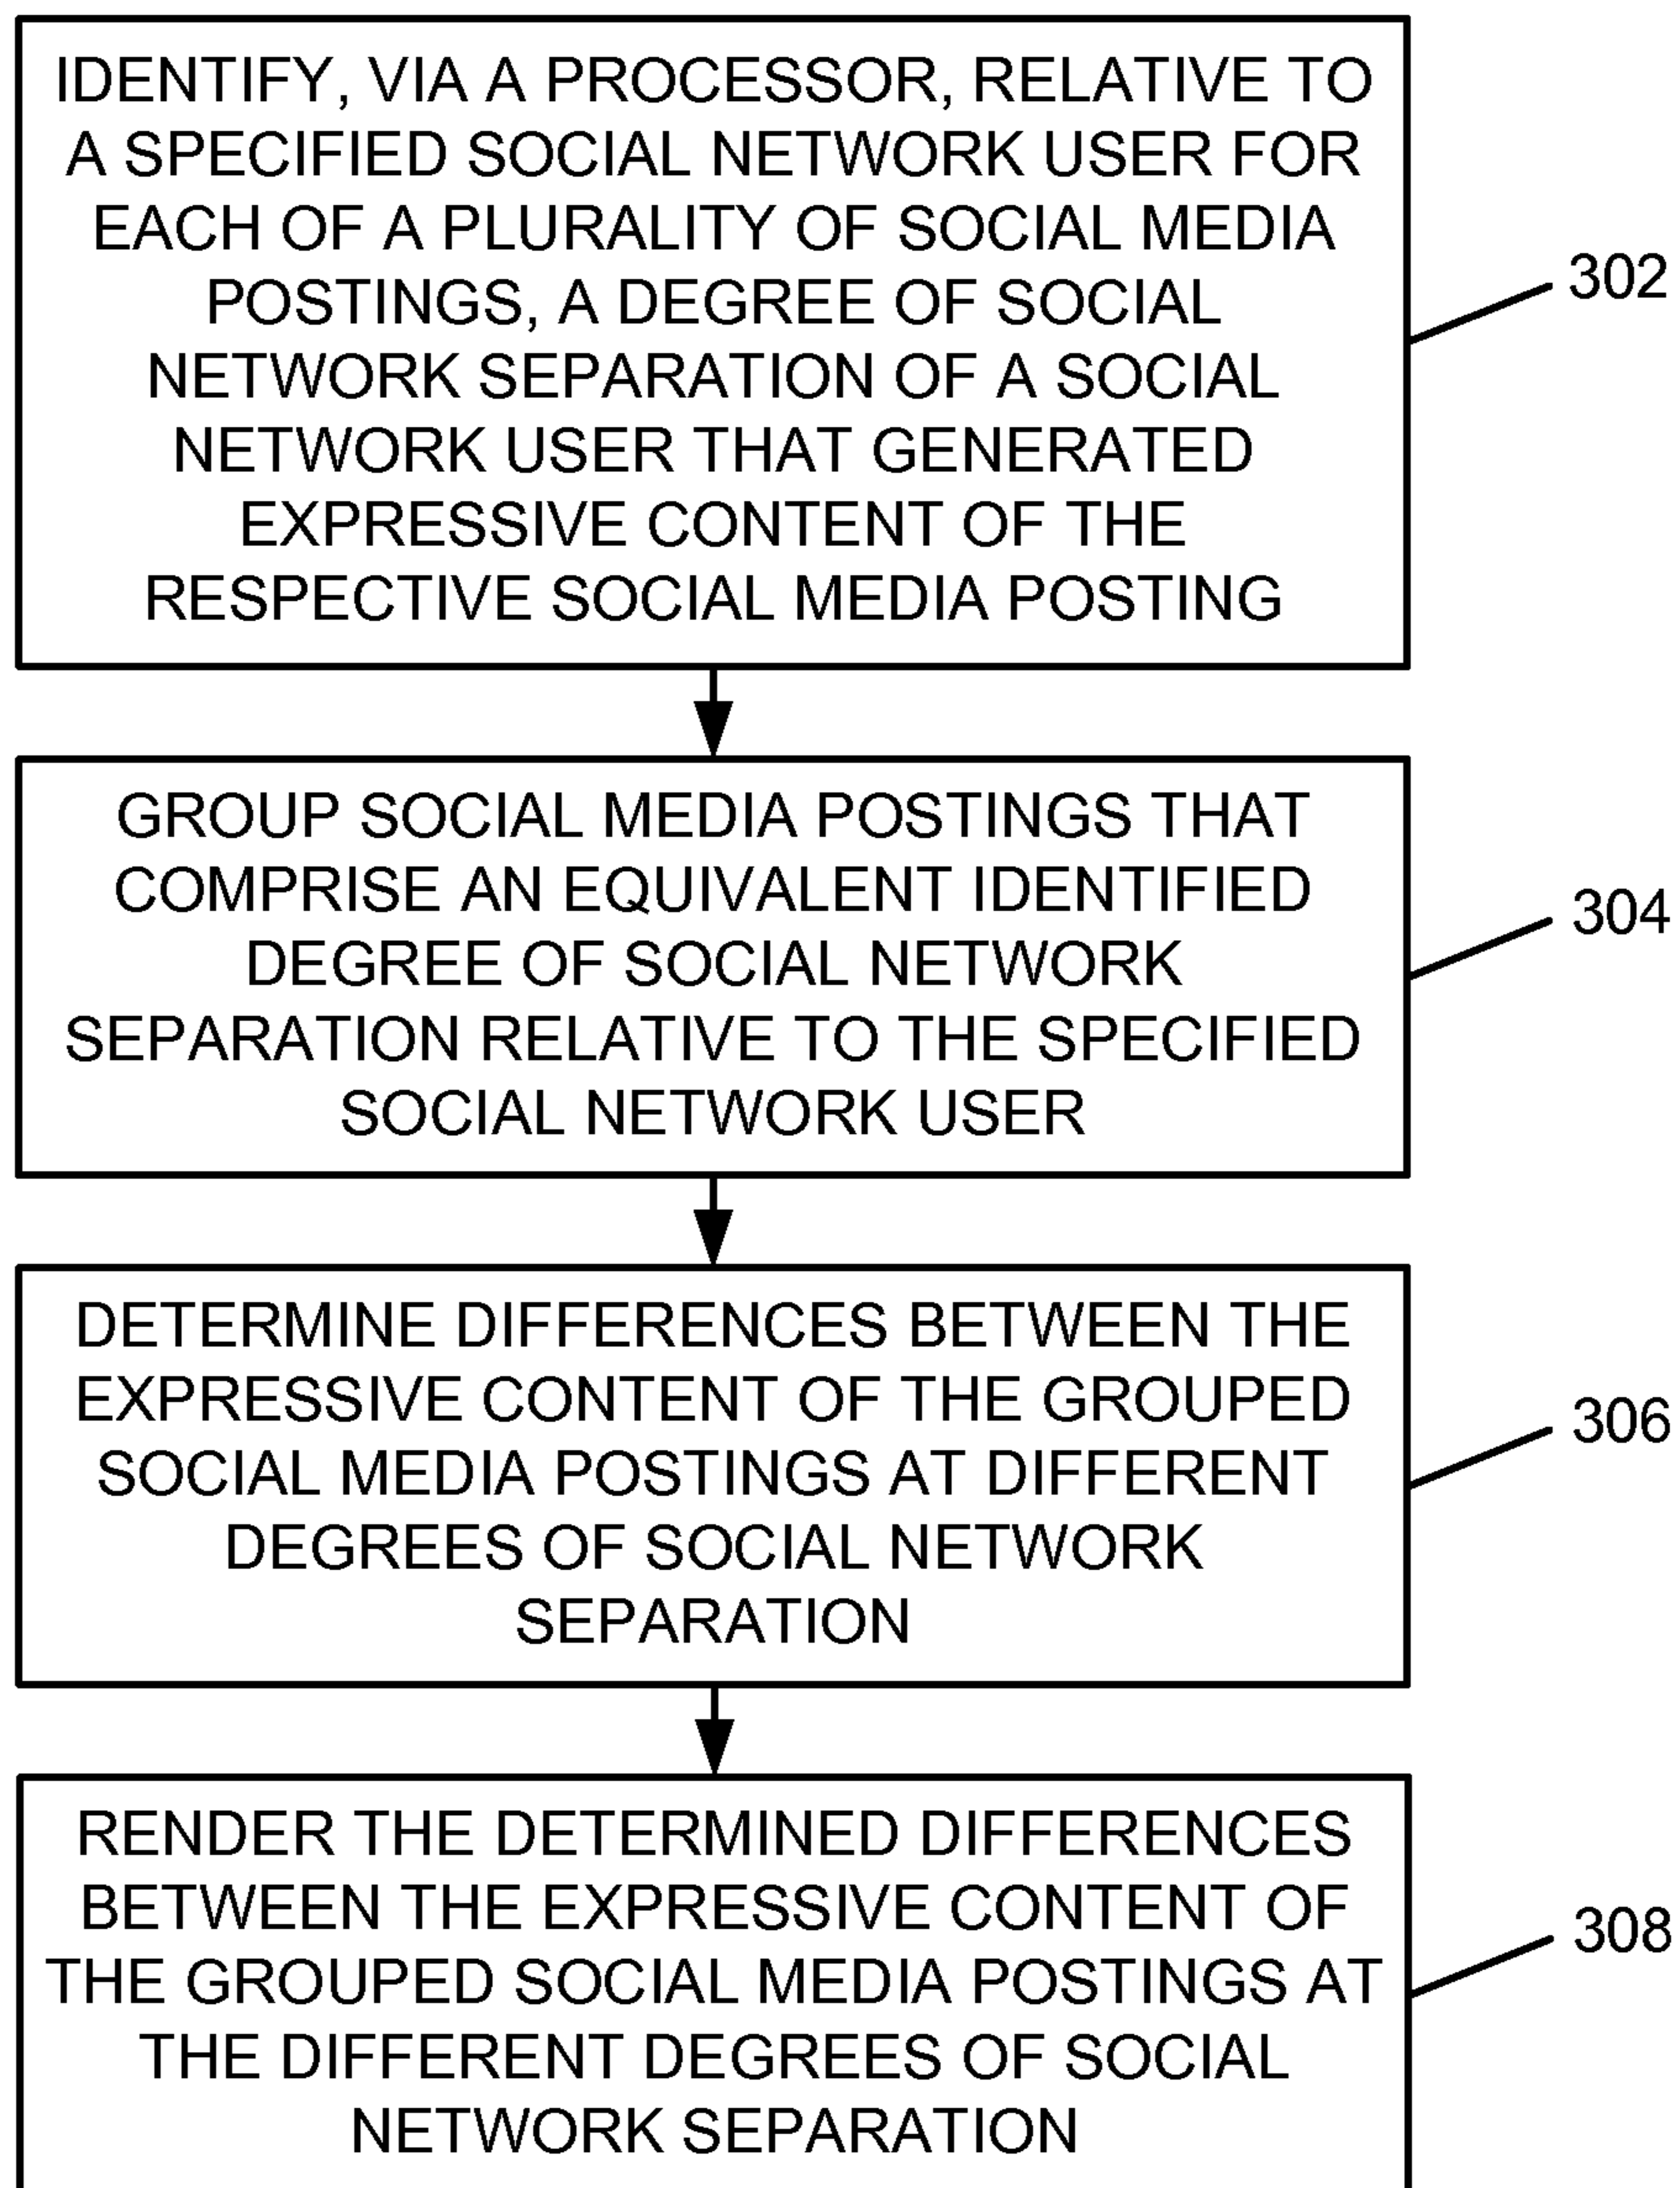 IDENTIFY, VIA A PROCESSOR, RELATIVE TO
A SPECIFIED SOCIAL NETWORK USER FOR
EACH OF A PLURALITY OF SOCIAL MEDIA
POSTINGS, A DEGREE OF SOCIAL
NETWORK SEPARATION OF A SOCIAL
NETWORK USER THAT GENERATED
EXPRESSIVE CONTENT OF THE
RESPECTIVE SOCIAL MEDIA POSTING
302
GROUP SOCIAL MEDIA POSTINGS THAT
COMPRISE AN EQUIVALENT IDENTIFIED
DEGREE OF SOCIAL NETWORK
SEPARATION RELATIVE TO THE SPECIFIED
SOCIAL NETWORK USER
304
DETERMINE DIFFERENCES BETWEEN THE
EXPRESSIVE CONTENT OF THE GROUPED
SOCIAL MEDIA POSTINGS AT DIFFERENT
DEGREES OF SOCIAL NETWORK
SEPARATION
306
RENDER THE DETERMINED DIFFERENCES
BETWEEN THE EXPRESSIVE CONTENT OF
THE GROUPED SOCIAL MEDIA POSTINGS AT
THE DIFFERENT DEGREES OF SOCIAL
NETWORK SEPARATION
308